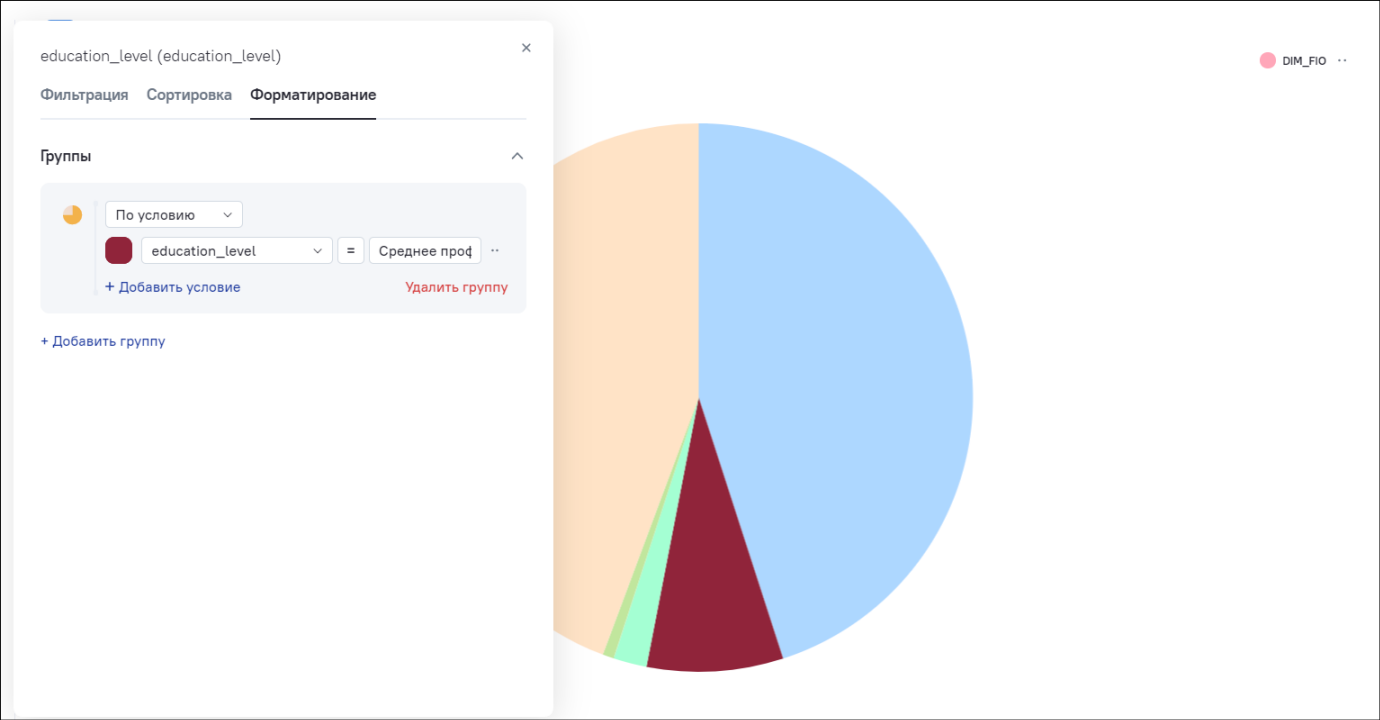 education_level (education_level)
Фильтрация Сортировка Форматирование
Группы
По условию
education_level = Среднее проф
+ Добавить условие Удалить группу
+ Добавить группу
DIM_FIO